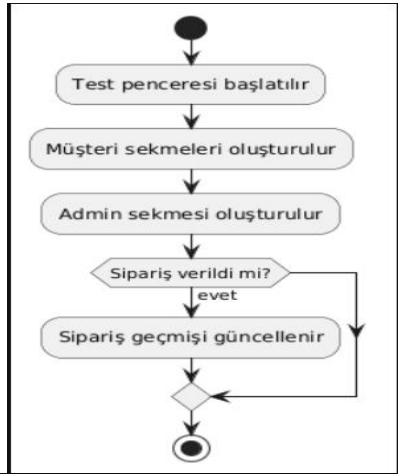 Test penceresi başlatılır
Müşteri sekmeleri oluşturulur
Admin sekmesi oluşturulur
Sipariş verildi mi?
evet
Sipariş geçmişi güncellenir